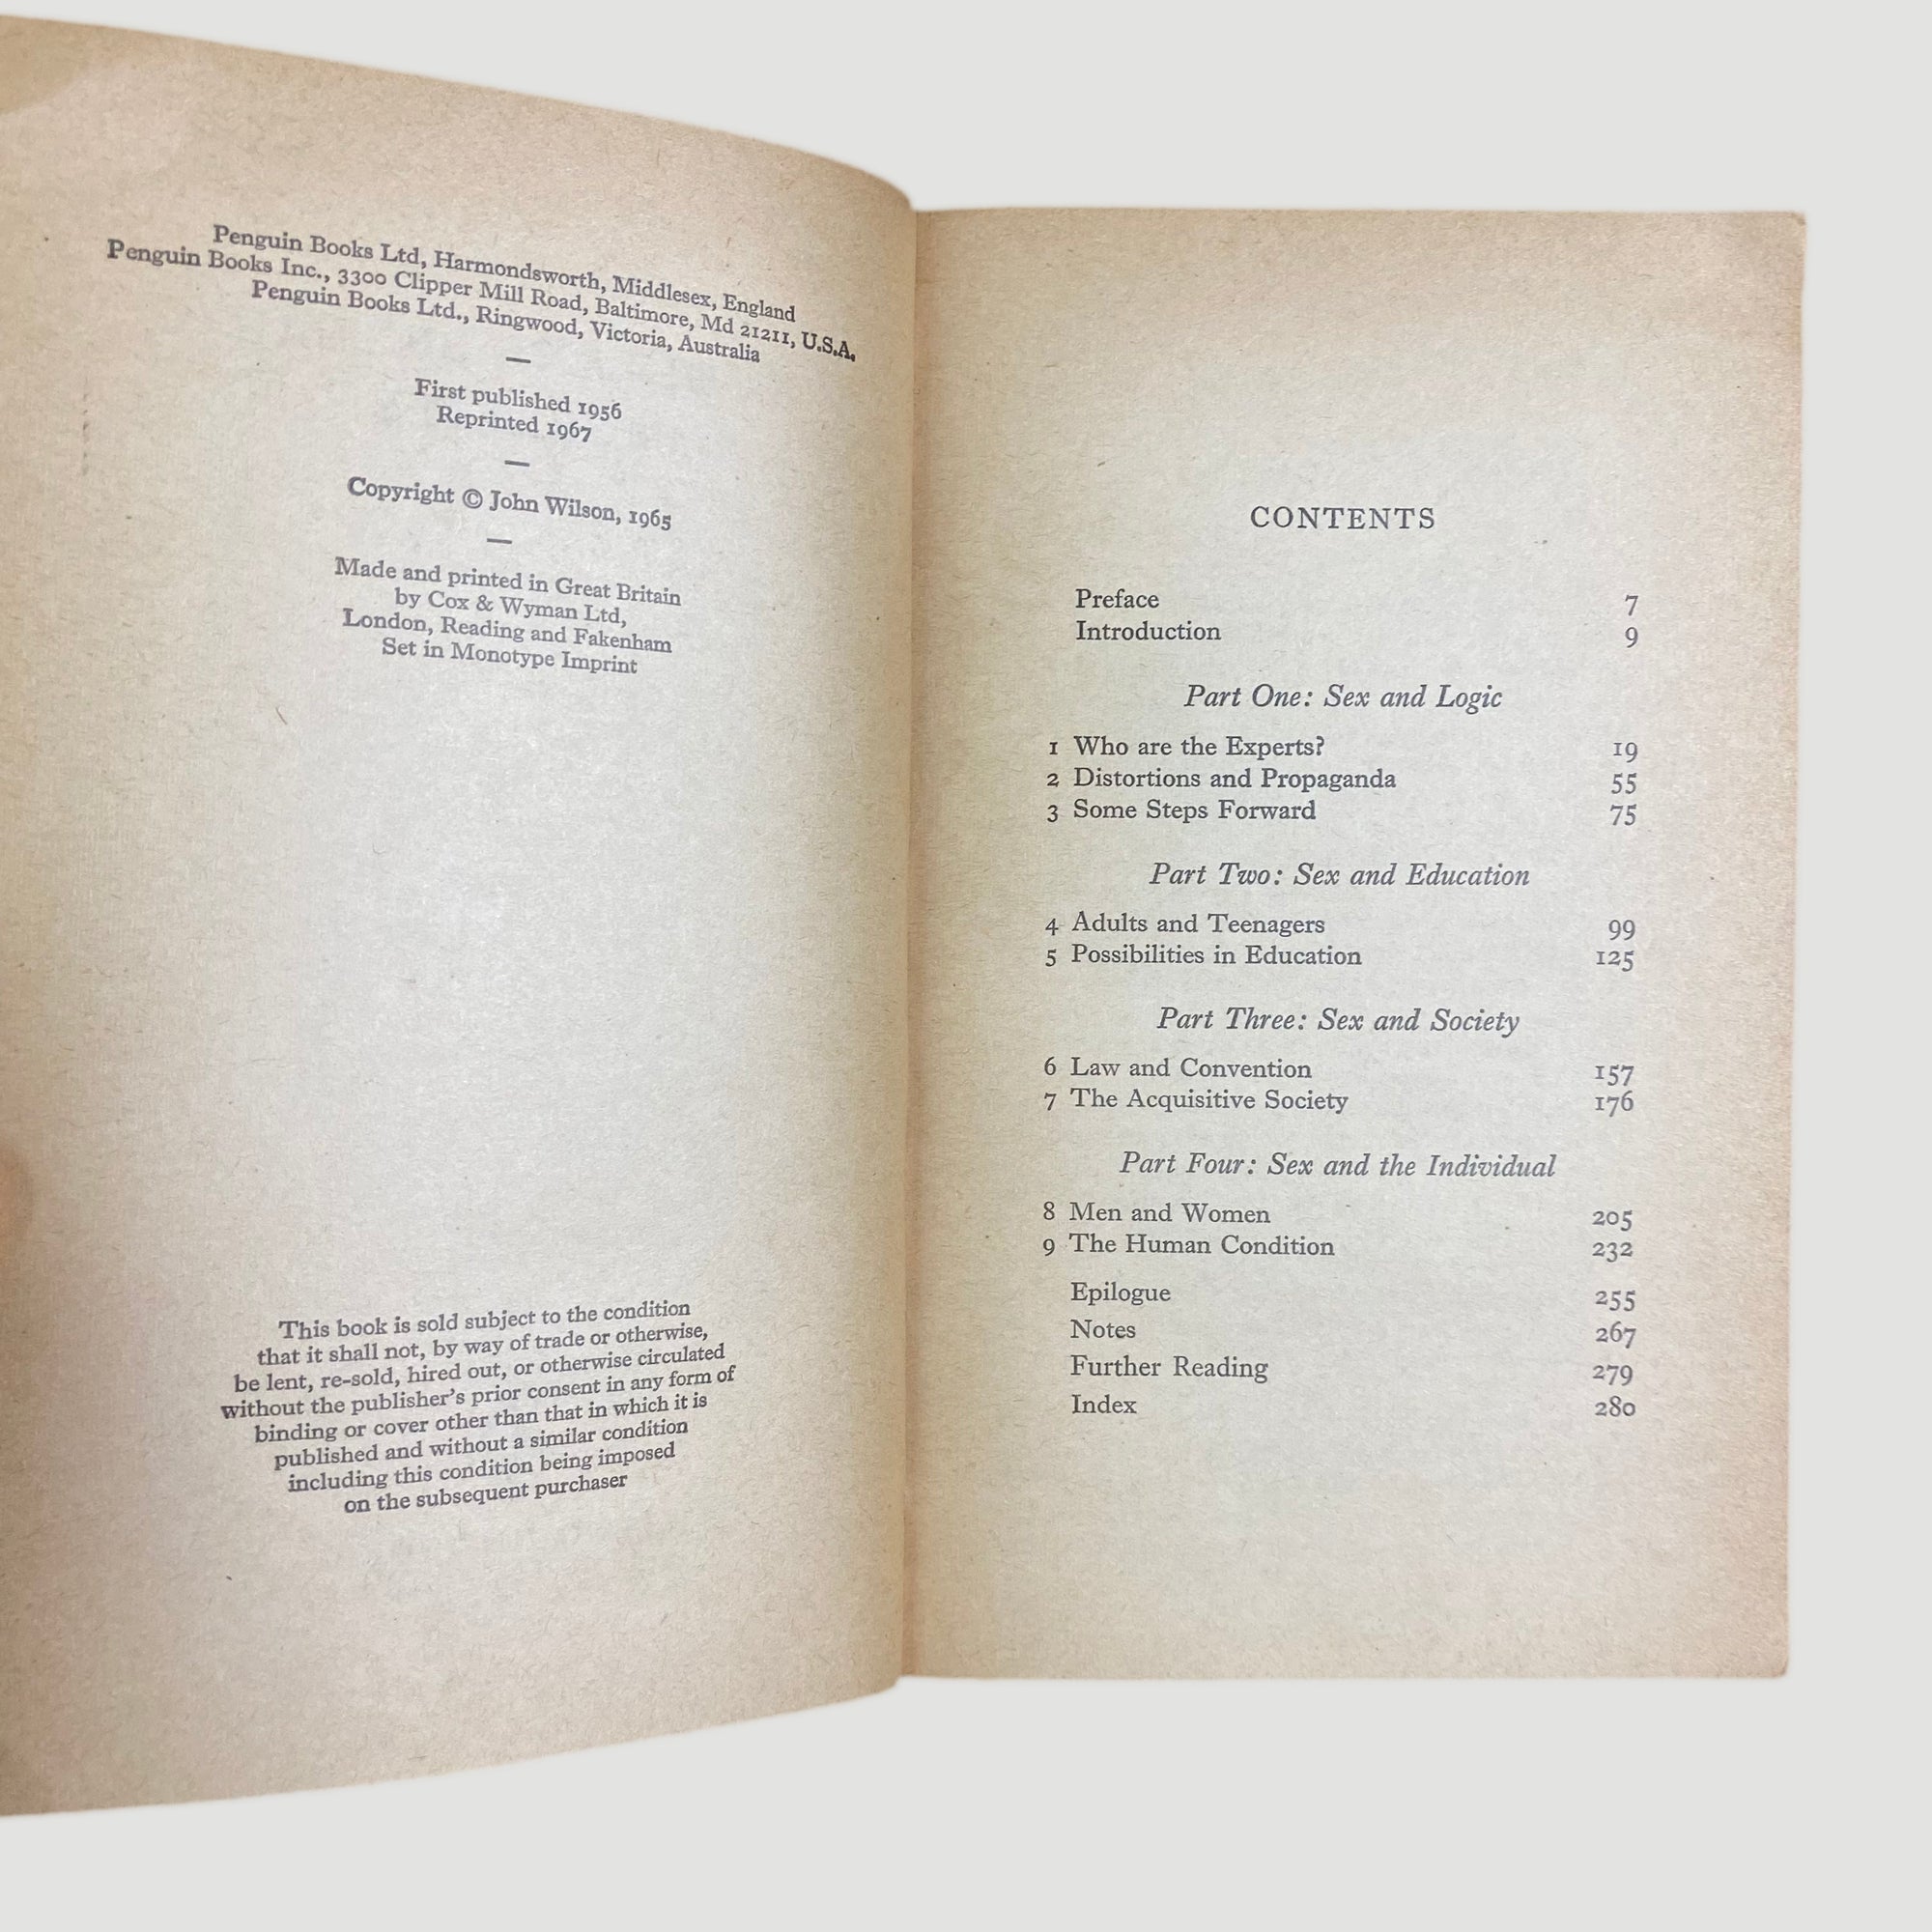 Penguin Books Ltd, Harmondsworth, Middlesex, England
Penguin Books Inc., 3300 Clipper Mill Road, Baltimore, Md 21211, U.S.A.
Penguin Books Ltd., Ringwood, Victoria, Australia
—
First published 1956
Reprinted 1967
—
Copyright © John Wilson, 1965
—
Made and printed in Great Britain
by Cox & Wyman Ltd,
London, Reading and Fakenham
Set in Monotype Imprint
This book is sold subject to the condition
that it shall not, by way of trade or otherwise,
be lent, re-sold, hired out, or otherwise circulated
without the publisher's prior consent in any form of
binding or cover other than that in which it is
published and without a similar condition
including this condition being imposed
on the subsequent purchaser
CONTENTS
Preface 7
Introduction 9
Part One: Sex and Logic
1 Who are the Experts? 19
2 Distortions and Propaganda 55
3 Some Steps Forward 75
Part Two: Sex and Education
4 Adults and Teenagers 99
5 Possibilities in Education 125
Part Three: Sex and Society
6 Law and Convention 157
7 The Acquisitive Society 176
Part Four: Sex and the Individual
8 Men and Women 205
9 The Human Condition 232
Epilogue 255
Notes 267
Further Reading 279
Index 280